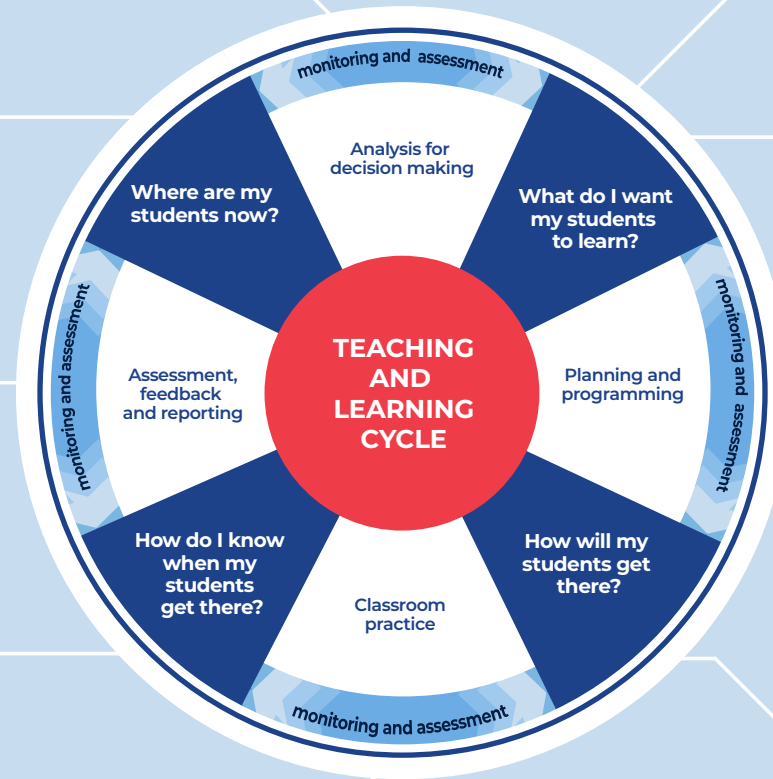 monitoring and assessment
Analysis for
decision making
Where are my
students now?
What do I want
my students
to learn?
monitoring and assessment
monitoring and assessment
TEACHING
AND
LEARNING
CYCLE
Assessment,
feedback
and reporting
Planning and
programming
How do I know
when my
students
get there?
How will my
students get
there?
Classroom
practice
monitoring and assessment